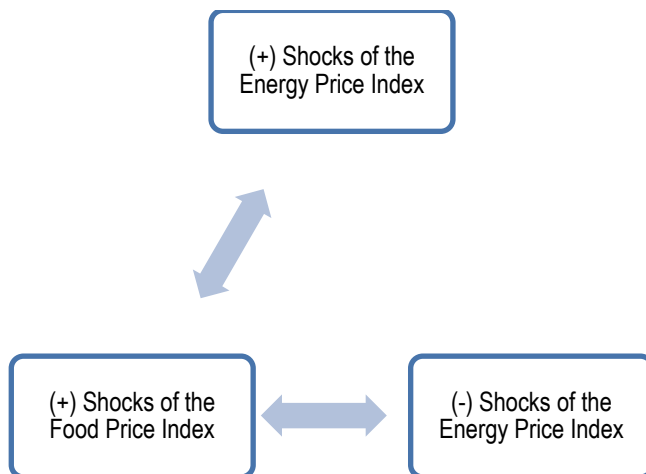 (+) Shocks of the
Energy Price Index
(+) Shocks of the
Food Price Index
(-) Shocks of the
Energy Price Index